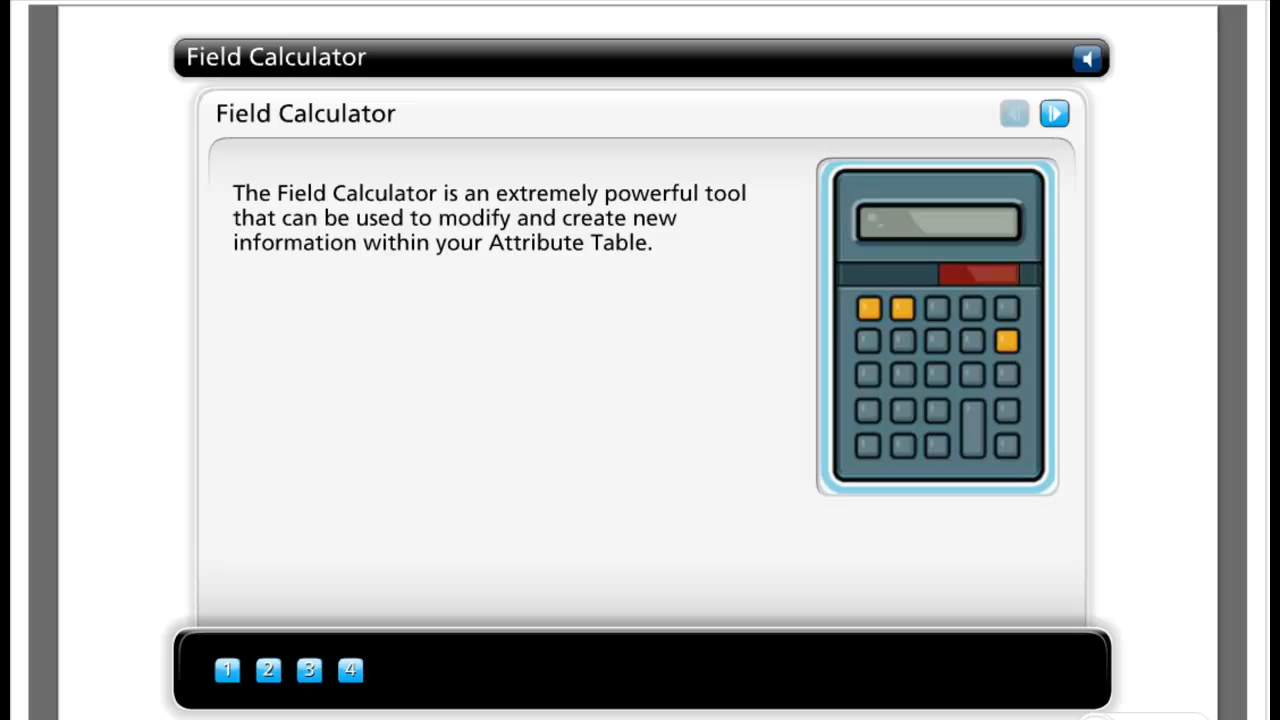 Field Calculator
Field Calculator
The Field Calculator is an extremely powerful tool
that can be used to modify and create new
information within your Attribute Table.
1 2 3 4